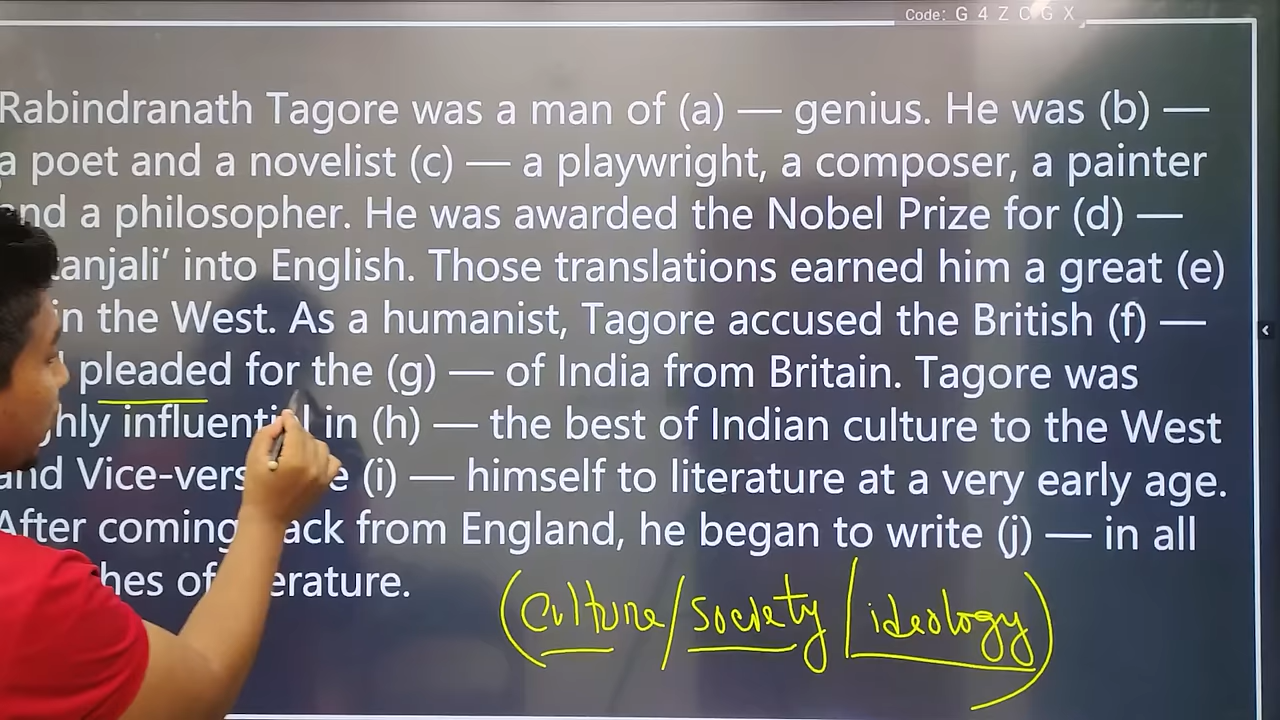 Code: G 4 Z C G X
Rabindranath Tagore was a man of (a) — genius. He was (b) —
a poet and a novelist (c) — a playwright, a composer, a painter
and a philosopher. He was awarded the Nobel Prize for (d) —
tanjali’ into English. Those translations earned him a great (e)
in the West. As a humanist, Tagore accused the British (f) —
pleaded for the (g) — of India from Britain. Tagore was
hly influential in (h) — the best of Indian culture to the West
and Vice-vers e (i) — himself to literature at a very early age.
After coming ack from England, he began to write (j) — in all
hes of erature.
(culture/society/ideology)